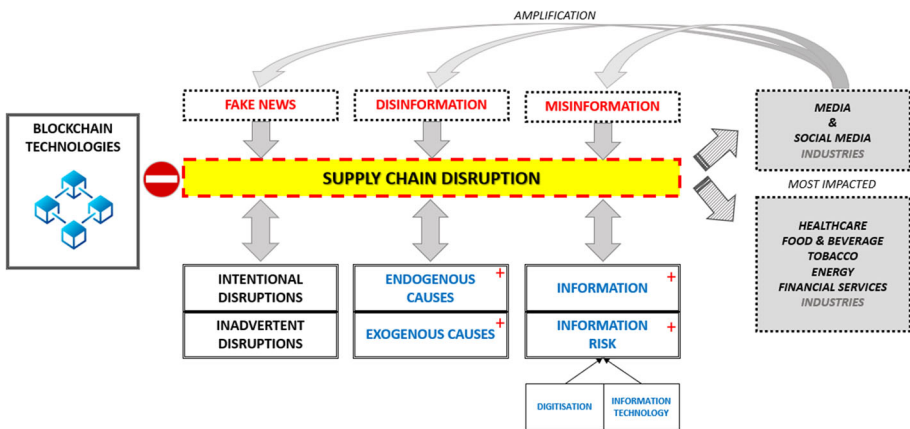 AMPLIFICATION
FAKE NEWS
DISINFORMATION
MISINFORMATION
BLOCKCHAIN
TECHNOLOGIES
SUPPLY CHAIN DISRUPTION
MEDIA
&
SOCIAL MEDIA
INDUSTRIES
MOST IMPACTED
HEALTHCARE
FOOD & BEVERAGE
TOBACCO
ENERGY
FINANCIAL SERVICES
INDUSTRIES
INTENTIONAL
DISRUPTIONS
INADVERTENT
DISRUPTIONS
ENDOGENOUS +
CAUSES
EXOGENOUS CAUSES +
INFORMATION +
INFORMATION +
RISK
DIGITISATION
INFORMATION
TECHNOLOGY